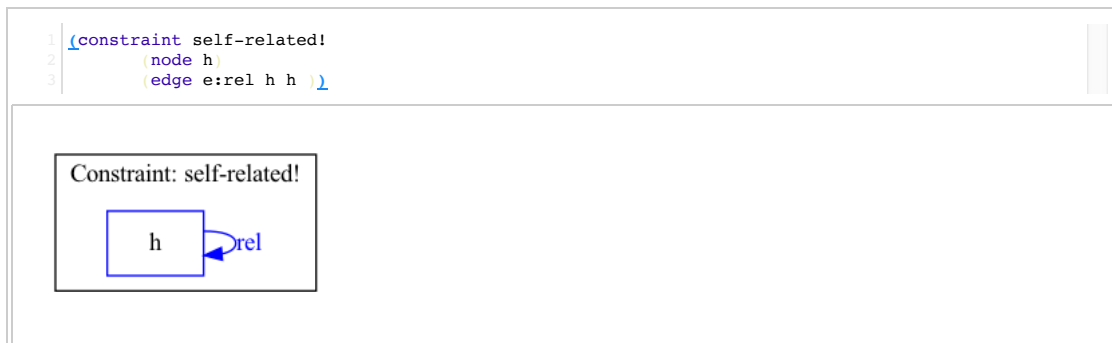 1 (constraint self-related!
2 (node h)
3 (edge e:rel h h ))
Constraint: self-related!
h rel